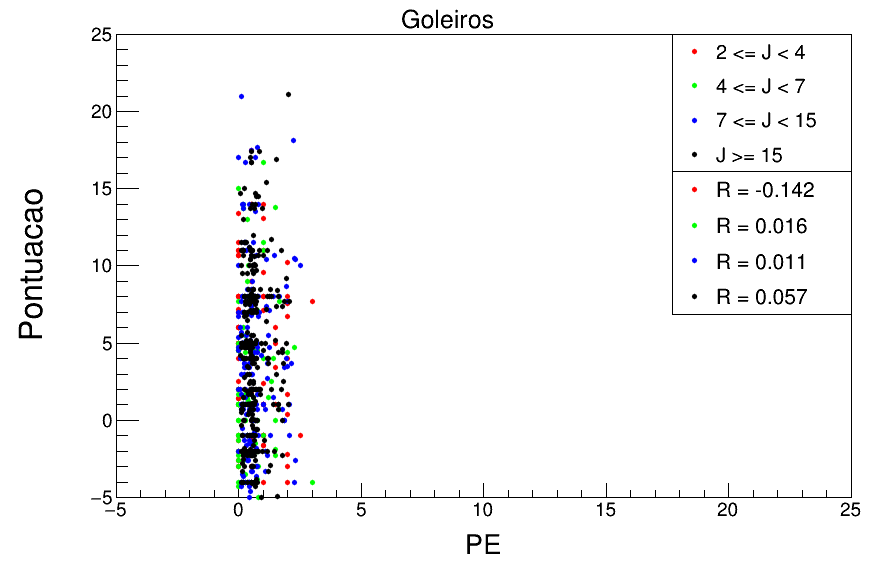 Goleiros
25
20
15
10
5
0
−5
−5
0
5
10
15
20
25
Pontuacao
PE
2 <= J < 4
4 <= J < 7
7 <= J < 15
J >= 15
R = -0.142
R = 0.016
R = 0.011
R = 0.057